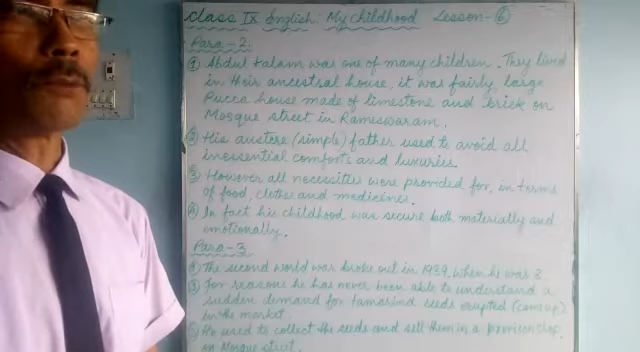 Class IX English: My childhood Lesson-6
Para-2:
① Abdul Kalam was one of many children. They lived
in their ancestral house, it was fairly, large
Pucca house made of limestone and brick on
Mosque street in Rameswaram.
② His austere (simple) father used to avoid all
inessential comforts and luxuries.
③ However all necessities were provided for, in terms
of food, clothes and medicines.
④ In fact his childhood was secure both materially and
emotionally.
Para-3
The second world war broke out in 1939, when he was 8
For reasons he has never been able to understand a
sudden demand for tamarind seeds erupted (came up)
in the market.
He used to collect the seeds and sell them in a provision shop
on Mosque street.